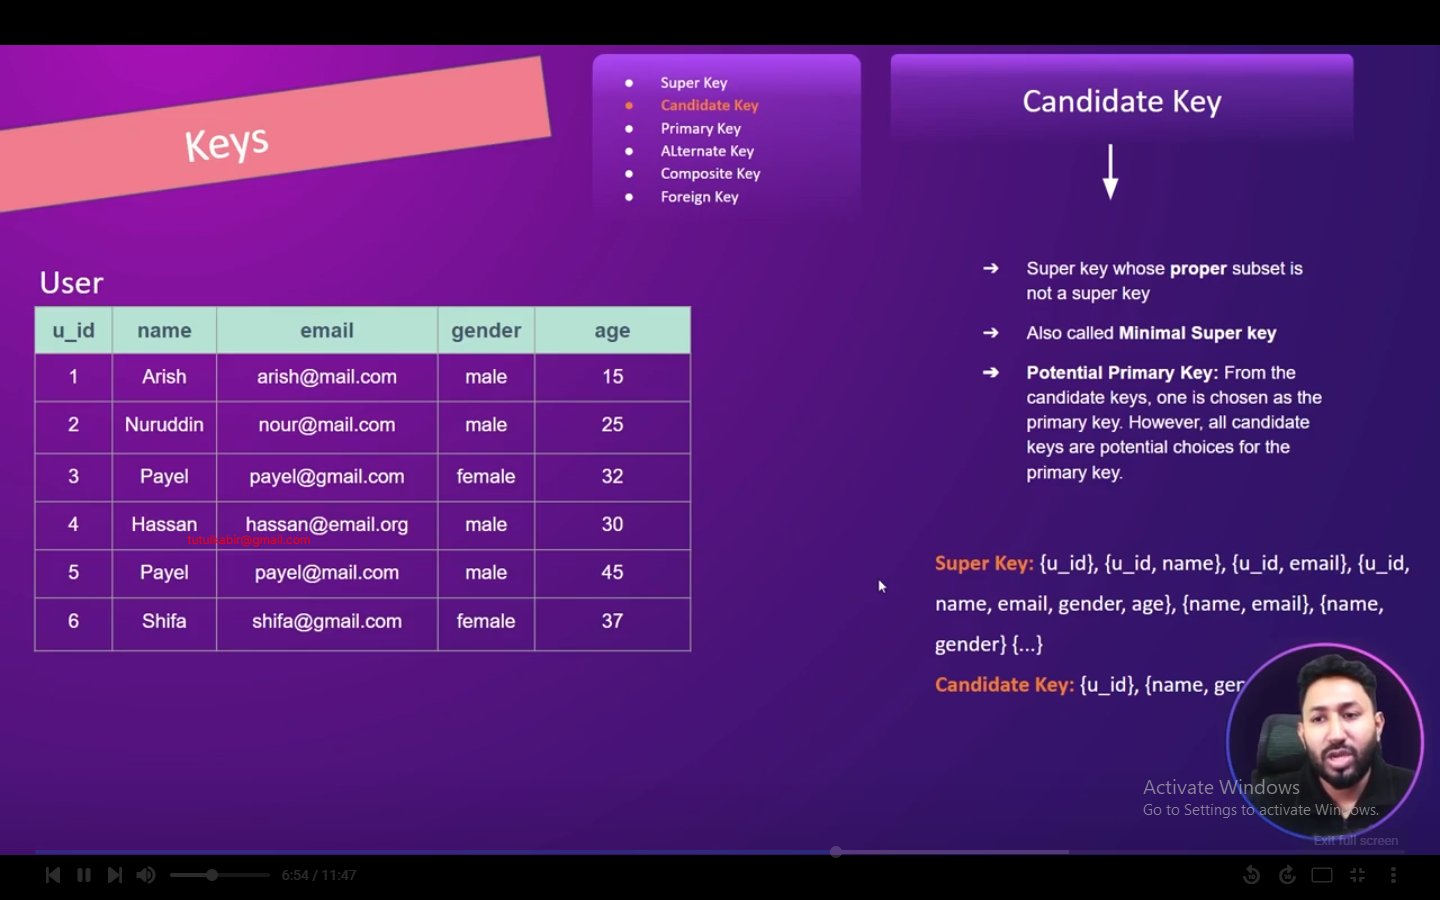 Keys
Super Key
Candidate Key
Primary Key
ALternate Key
Composite Key
Foreign Key
Candidate Key
Super key whose proper subset is
not a super key
Also called Minimal Super key
Potential Primary Key: From the
candidate keys, one is chosen as the
primary key. However, all candidate
keys are potential choices for the
primary key.
User
u_id name email gender age
1 Arish arish@mail.com male 15
2 Nuruddin nour@mail.com male 25
3 Payel payel@gmail.com female 32
4 Hassan hassan@email.org male 30
5 Payel payel@mail.com male 45
6 Shifa shifa@gmail.com female 37
Super Key: {u_id}, {u_id, name}, {u_id, email}, {u_id,
name, email, gender, age}, {name, email}, {name,
gender} {...}
Candidate Key: {u_id}, {name, gen
Activate Windows
Go to Settings to activate Windows.
Exit full screen
6:54 / 11:47